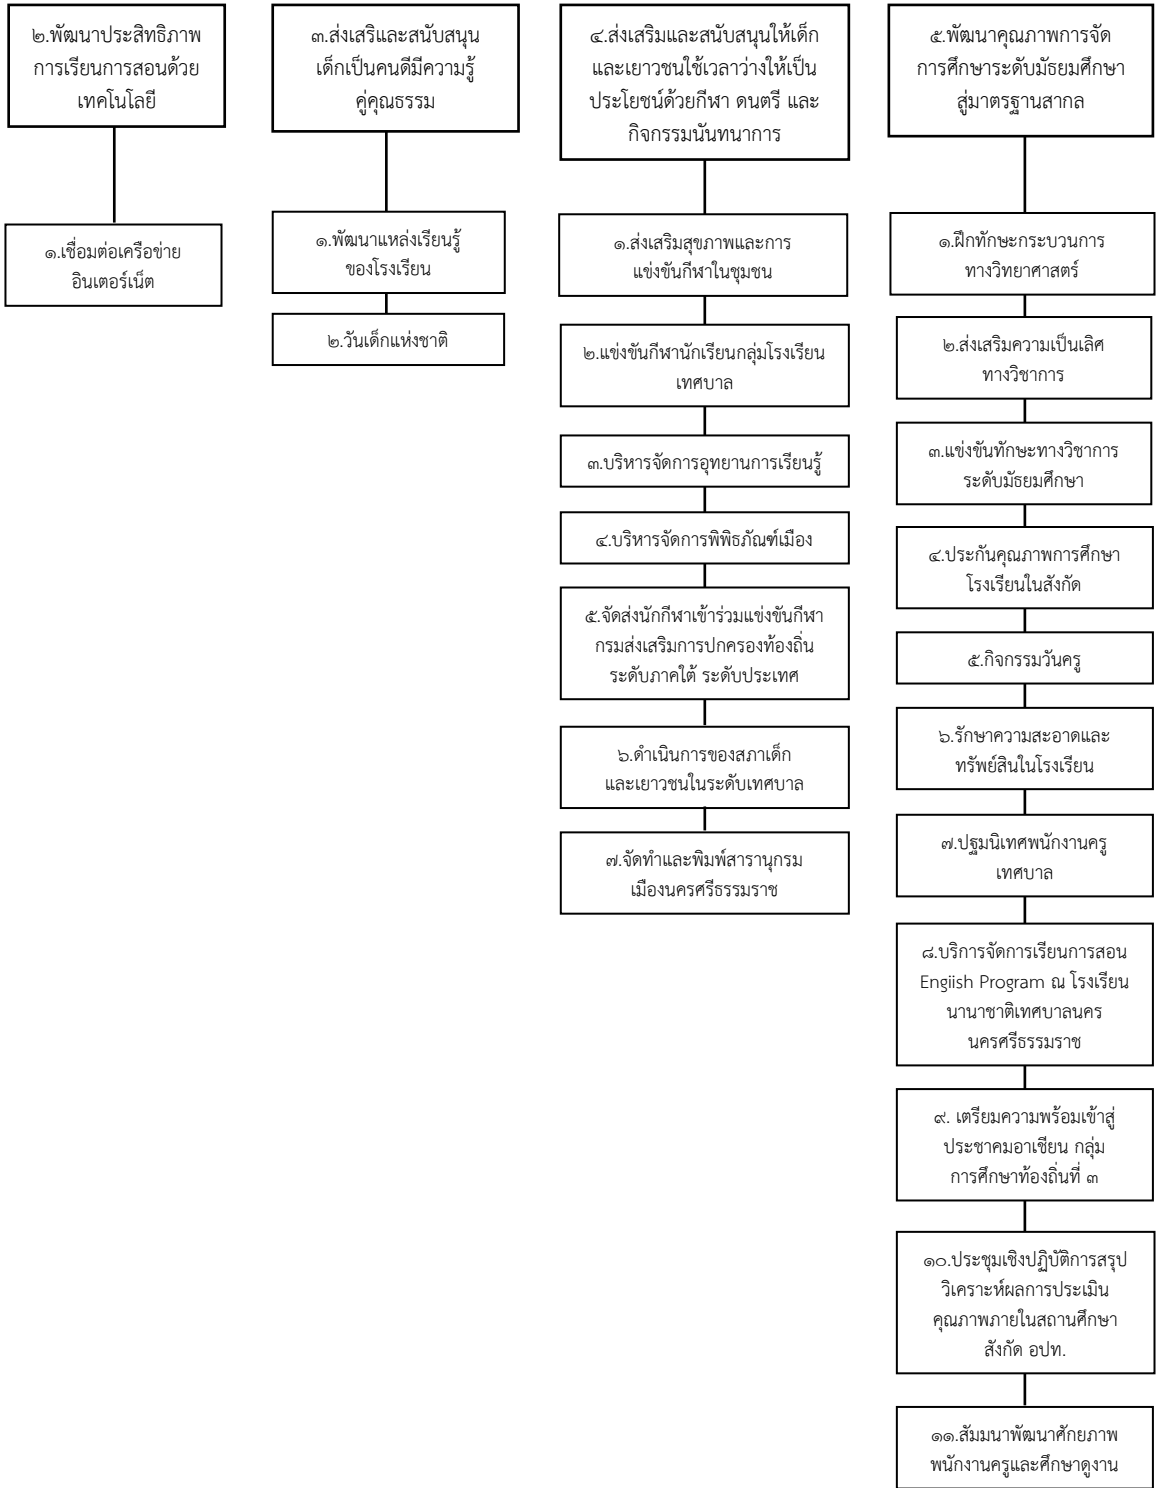 ๒.พัฒนาประสิทธิภาพ
การเรียนการสอนด้วย
เทคโนโลยี
๑.เชื่อมต่อเครือข่าย
อินเตอร์เน็ต
๓.ส่งเสริและสนับสนุน
เด็กเป็นคนดีมีความรู้
คู่คุณธรรม
๑.พัฒนาแหล่งเรียนรู้
ของโรงเรียน
๒.วันเด็กแห่งชาติ
๔.ส่งเสริมและสนับสนุนให้เด็ก
และเยาวชนใช้เวลาว่างให้เป็น
ประโยชน์ด้วยกีฬา ดนตรี และ
กิจกรรมนันทนาการ
๑.ส่งเสริมสุขภาพและการ
แข่งขันกีฬาในชุมชน
๒.แข่งขันกีฬานักเรียนกลุ่มโรงเรียน
เทศบาล
๓.บริหารจัดการอุทยานการเรียนรู้
๔.บริหารจัดการพิพิธภัณฑ์เมือง
๕.จัดส่งนักกีฬาเข้าร่วมแข่งขันกีฬา
กรมส่งเสริมการปกครองท้องถิ่น
ระดับภาคใต้ ระดับประเทศ
๖.ดำเนินการของสภาเด็ก
และเยาวชนในระดับเทศบาล
๗.จัดทำและพิมพ์สารานุกรม
เมืองนครศรีธรรมราช
๕.พัฒนาคุณภาพการจัด
การศึกษาระดับมัธยมศึกษา
สู่มาตรฐานสากล
๑.ฝึกทักษะกระบวนการ
ทางวิทยาศาสตร์
๒.ส่งเสริมความเป็นเลิศ
ทางวิชาการ
๓.แข่งขันทักษะทางวิชาการ
ระดับมัธยมศึกษา
๔.ประกันคุณภาพการศึกษา
โรงเรียนในสังกัด
๕.กิจกรรมวันครู
๖.รักษาความสะอาดและ
ทรัพย์สินในโรงเรียน
๗.ปฐมนิเทศพนักงานครู
เทศบาล
๘.บริการจัดการเรียนการสอน
Engiish Program ณ โรงเรียน
นานาชาติเทศบาลนคร
นครศรีธรรมราช
๙. เตรียมความพร้อมเข้าสู่
ประชาคมอาเซียน กลุ่ม
การศึกษาท้องถิ่นที่ ๓
๑๐.ประชุมเชิงปฏิบัติการสรุป
วิเคราะห์ผลการประเมิน
คุณภาพภายในสถานศึกษา
สังกัด อปท.
๑๑.สัมมนาพัฒนาศักยภาพ
พนักงานครูและศึกษาดูงาน